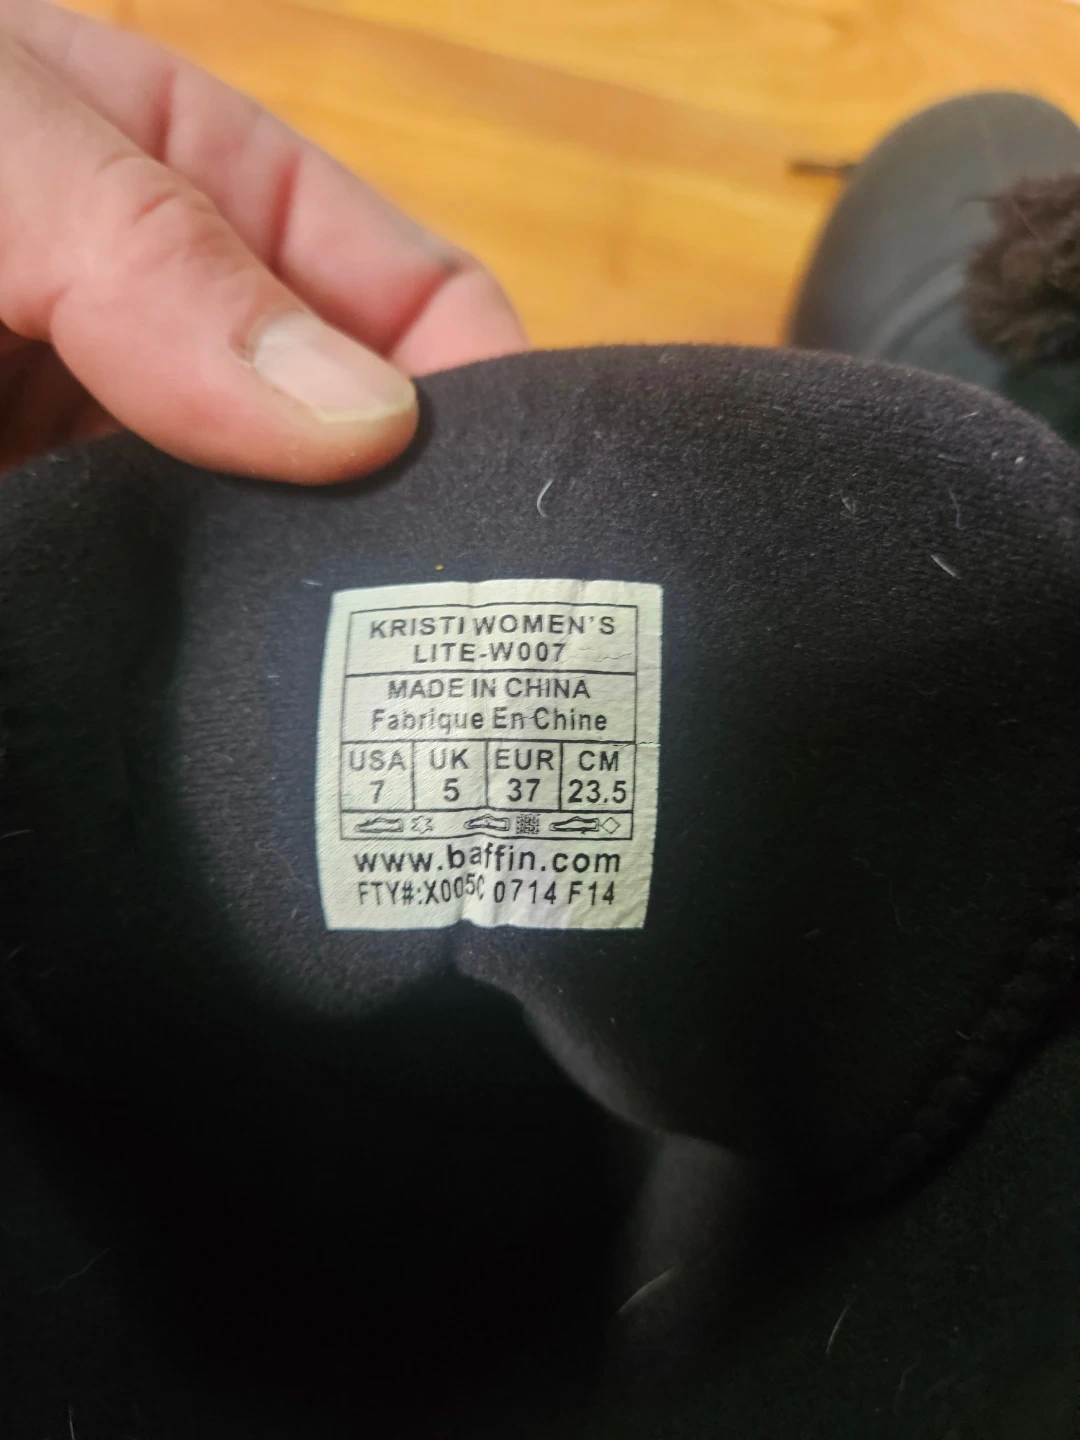 KRISTI WOMEN'S
LITE-W007
MADE IN CHINA
Fabrique En Chine
USA UK EUR CM
7 5 37 23.5
www.baffin.com
FTY#:X005C 0714 F14